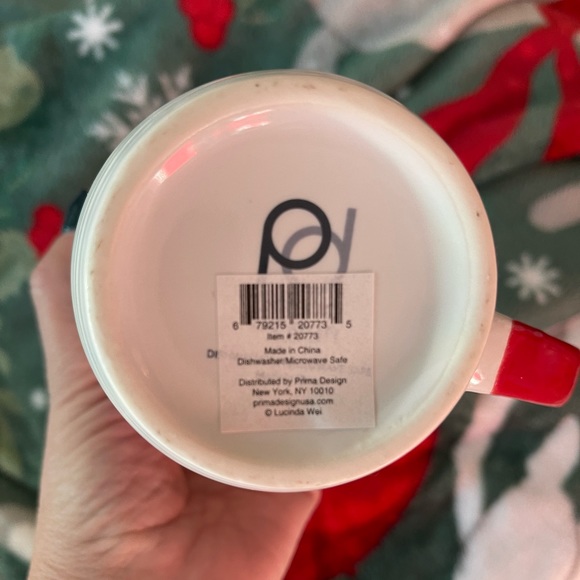 pd
6 79215 20773 5
Item # 20773
Made in China
Dishwasher/Microwave Safe
Distributed by Prima Design
New York, NY 10010
primadesignusa.com
© Lucinda Wei